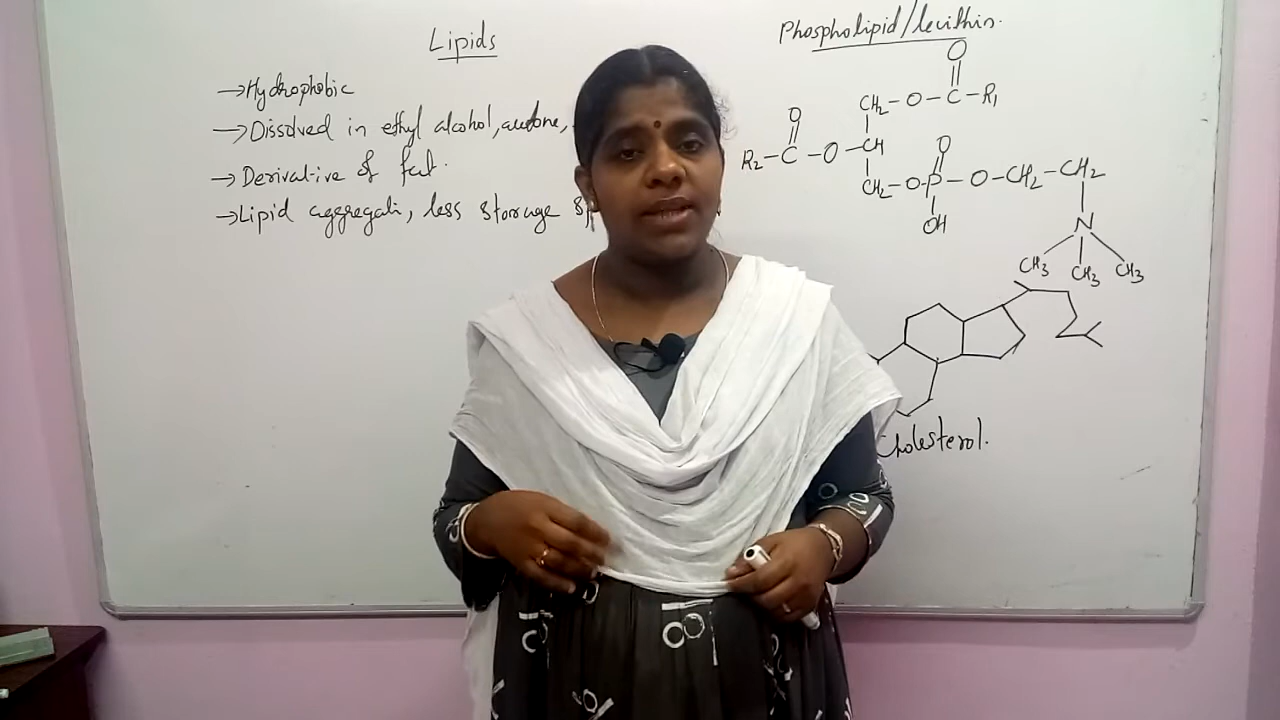 Lipids
→Hydrophobic
→Dissolved in ethyl alcohol, acetone,
→Derivative of fat.
→Lipid aggregati, less storage
Phospholipid/lecithin.
O
CH2-O-C-R1
O
R2-C-O-CH
O
CH2-O-P-O-CH2-CH2
OH
N
CH3 CH3 CH3
Cholesterol.